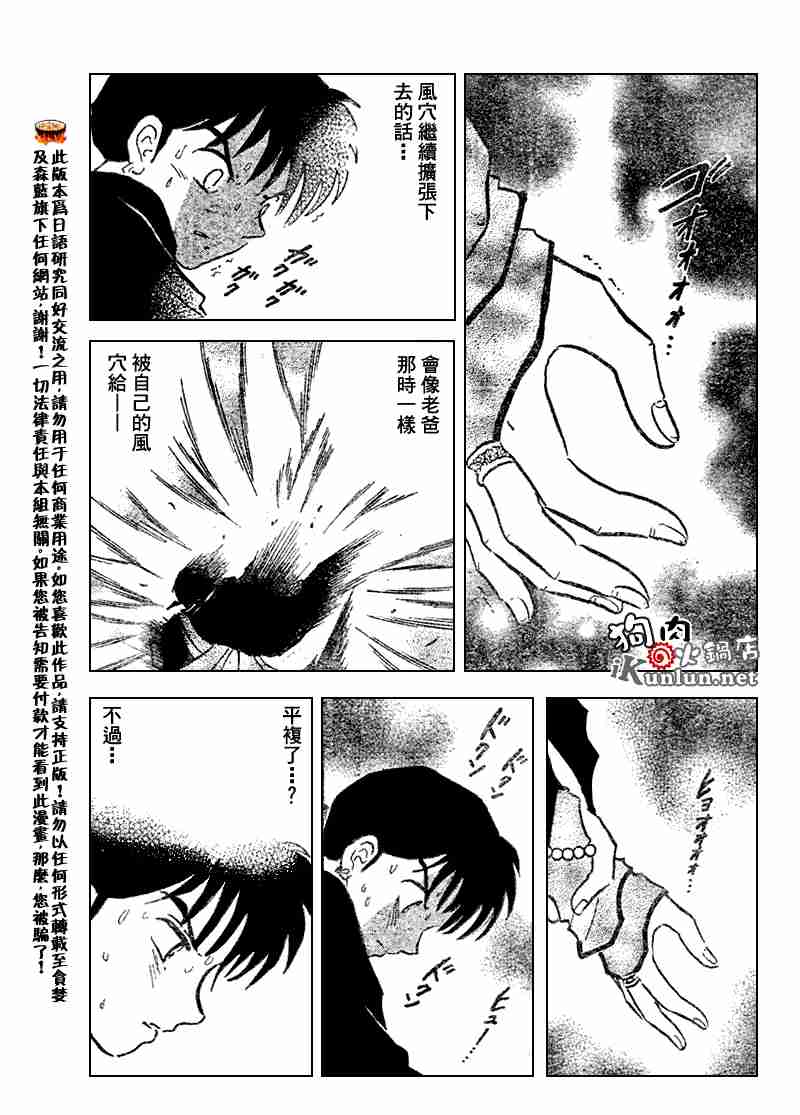 ゴオオオオオ…
風穴繼續擴張下
去的話…
ガクガク
會像老爸
那時一樣
被自己的風
穴給——
狗肉火鍋店
iKunlun.net
ヒョオオオオオ…
ドクンドクン
ヒュー…
平複了…?
不過…
此版本爲日語研究同好交流之用，請勿用于任何商業用途，如您喜歡此作品，請支持正版！請勿以任何形式轉載至貪婪
及森藍旗下任何網站，謝謝！一切法律責任與本組無關。如果您被告知需要付款才能看到此漫畫，那麼，您被騙了！